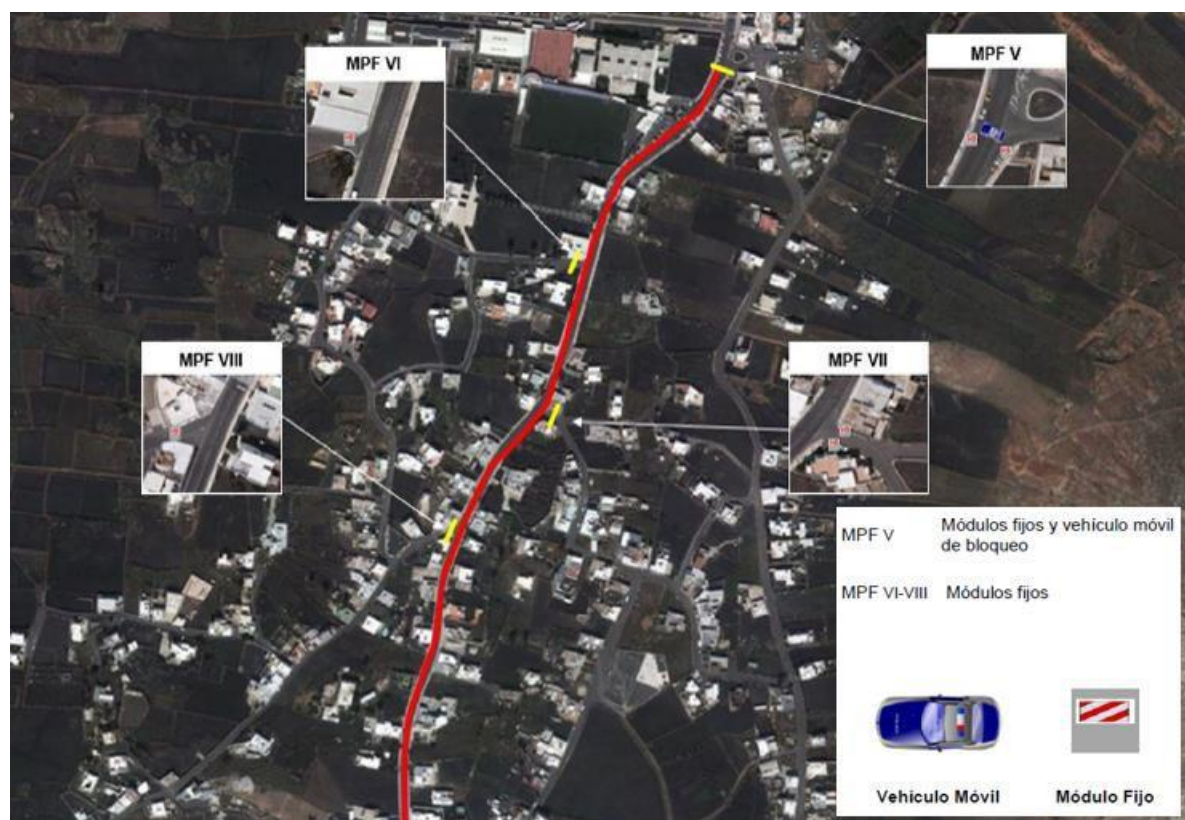 MPF VI
MPF V
MPF VIII
MPF VII
MPF V Módulos fijos y vehículo móvil
de bloqueo
MPF VI-VIII Módulos fijos
Vehículo Móvil Módulo Fijo